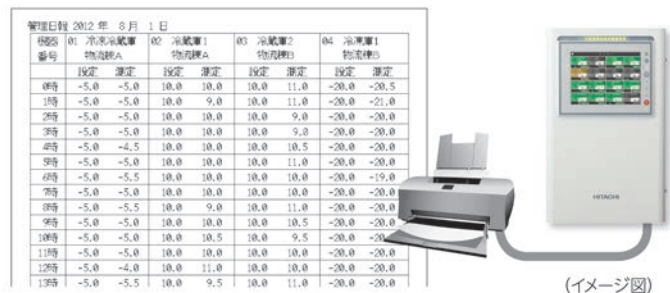 管理日報 2012 年 8 月 1 日
機器 01 冷凍冷蔵庫 02 冷蔵庫1 03 冷蔵庫2 04 冷凍庫1
番号 物流棟A 物流棟A 物流棟B 物流棟B
設定 測定 設定 測定 設定 測定 設定 測定
0時 -5.0 -5.0 10.0 10.0 10.0 11.0 -20.0 -20.5
1時 -5.0 -5.0 10.0 9.0 10.0 11.0 -20.0 -21.0
2時 -5.0 -5.0 10.0 10.0 10.0 9.0 -20.0 -20.0
3時 -5.0 -5.0 10.0 10.0 10.0 9.0 -20.0 -20.0
4時 -5.0 -4.5 10.0 10.0 10.0 10.5 -20.0 -20.0
5時 -5.0 -5.0 10.0 10.0 10.0 11.0 -20.0 -20.0
6時 -5.0 -5.5 10.0 10.0 10.0 10.0 -20.0 -19.0
7時 -5.0 -5.0 10.0 10.0 10.0 10.0 -20.0 -20.0
8時 -5.0 -5.5 10.0 9.0 10.0 11.0 -20.0 -20.0
9時 -5.0 -5.0 10.0 10.0 10.0 10.5 -20.0 -20.0
10時 -5.0 -5.0 10.0 10.5 10.0 9.5 -20.0 -20.0
11時 -5.0 -5.0 10.0 10.0 10.0 10.0 -20.0 -20.0
12時 -5.0 -4.0 10.0 11.0 10.0 10.0 -20.0 -20.0
13時 -5.0 -5.5 10.0 9.5 10.0 11.0 -20.0 -20.0
HITACHI
(イメージ図)